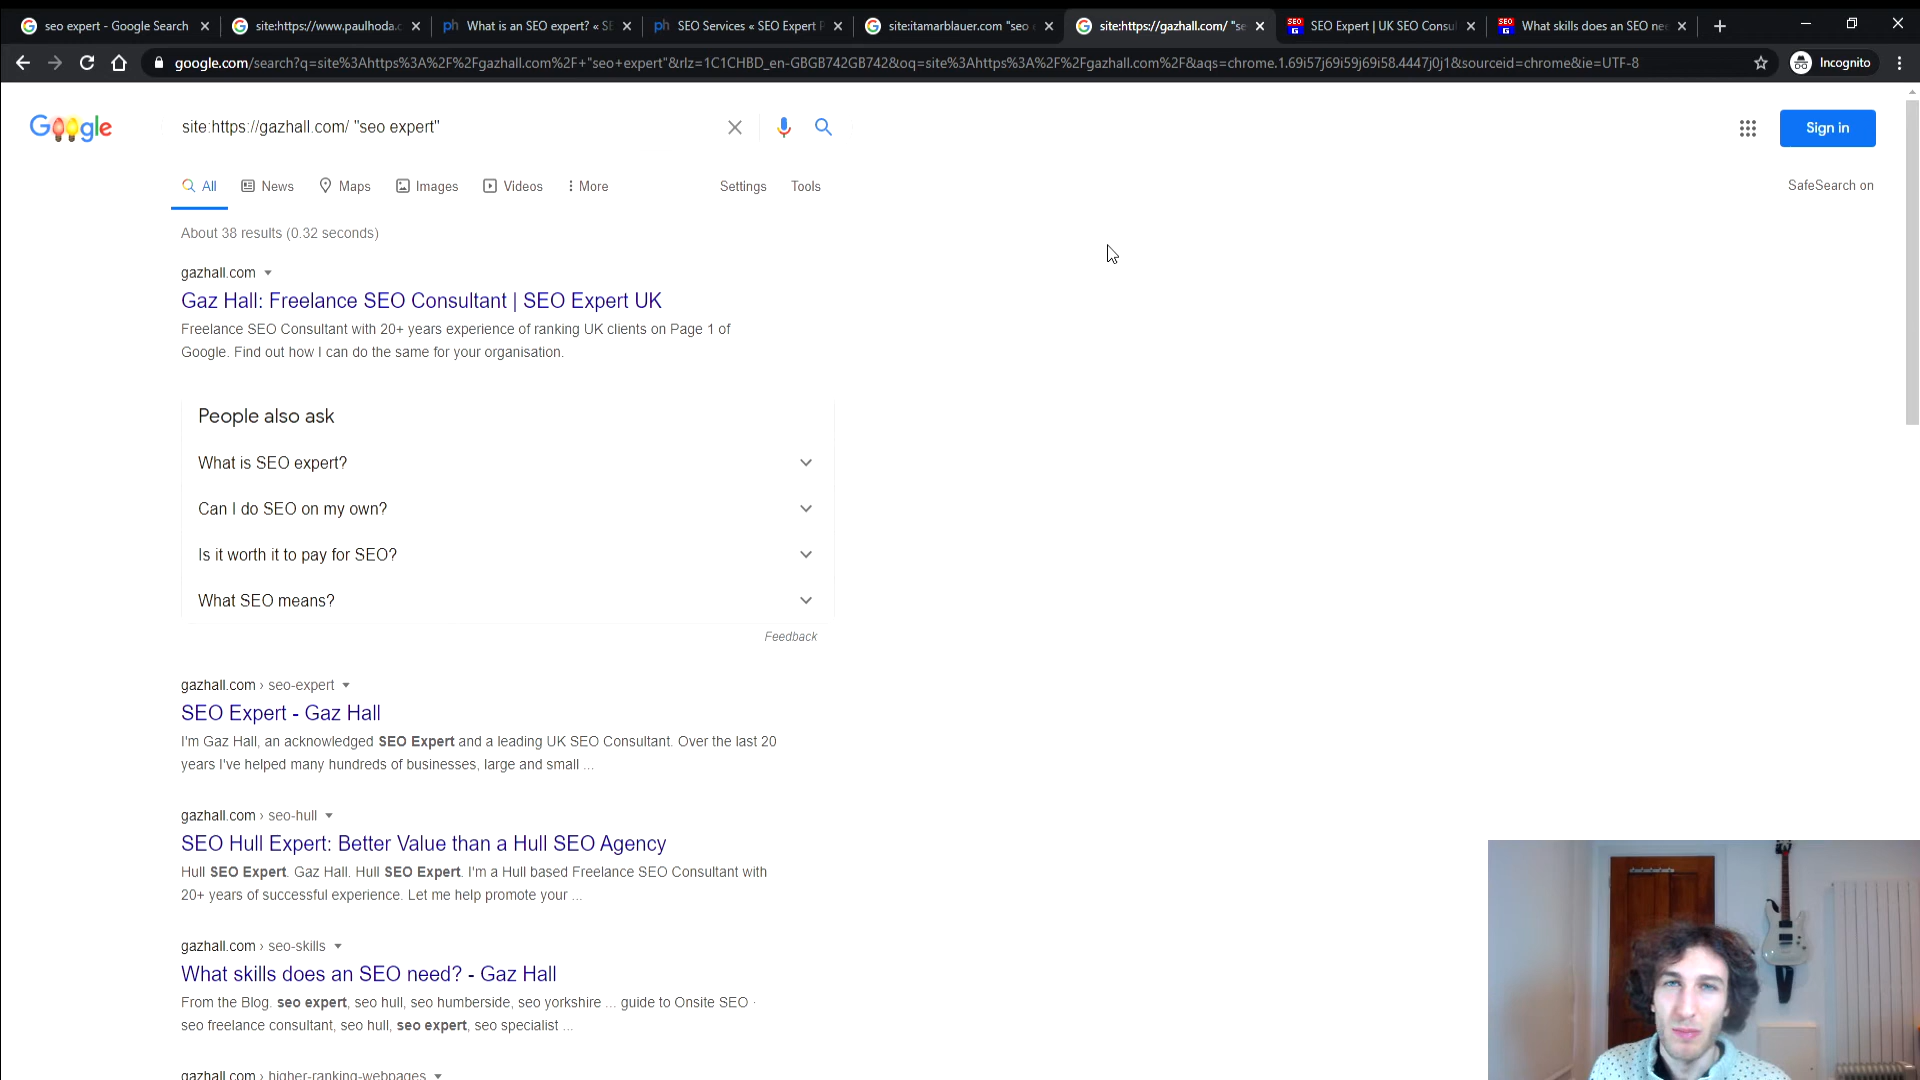 seo expert - Google Search
site:https://www.paulhoda.c
ph What is an SEO expert? « SE
ph SEO Services « SEO Expert P
site:itamarblauer.com "seo
site:https://gazhall.com/ "se
SEO G SEO Expert | UK SEO Consul
SEO G What skills does an SEO ne
google.com/search?q=site%3Ahttps%3A%2F%2Fgazhall.com%2F+"seo+expert"&rlz=1C1CHBD_en-GBGB742GB742&oq=site%3Ahttps%3A%2F%2Fgazhall.com%2F&aqs=chrome.1.69i57j69i59j69i58.4447j0j1&sourceid=chrome&ie=UTF-8
Incognito
Google
site:https://gazhall.com/ "seo expert"
Sign in
All News Maps Images Videos More Settings Tools
SafeSearch on
About 38 results (0.32 seconds)
gazhall.com
Gaz Hall: Freelance SEO Consultant | SEO Expert UK
Freelance SEO Consultant with 20+ years experience of ranking UK clients on Page 1 of
Google. Find out how I can do the same for your organisation.
People also ask
What is SEO expert?
Can I do SEO on my own?
Is it worth it to pay for SEO?
What SEO means?
Feedback
gazhall.com › seo-expert
SEO Expert - Gaz Hall
I'm Gaz Hall, an acknowledged SEO Expert and a leading UK SEO Consultant. Over the last 20
years I've helped many hundreds of businesses, large and small ...
gazhall.com › seo-hull
SEO Hull Expert: Better Value than a Hull SEO Agency
Hull SEO Expert. Gaz Hall. Hull SEO Expert. I'm a Hull based Freelance SEO Consultant with
20+ years of successful experience. Let me help promote your ...
gazhall.com › seo-skills
What skills does an SEO need? - Gaz Hall
From the Blog. seo expert, seo hull, seo humberside, seo yorkshire ... guide to Onsite SEO ·
seo freelance consultant, seo hull, seo expert, seo specialist ...
gazhall.com › higher-ranking-webpages